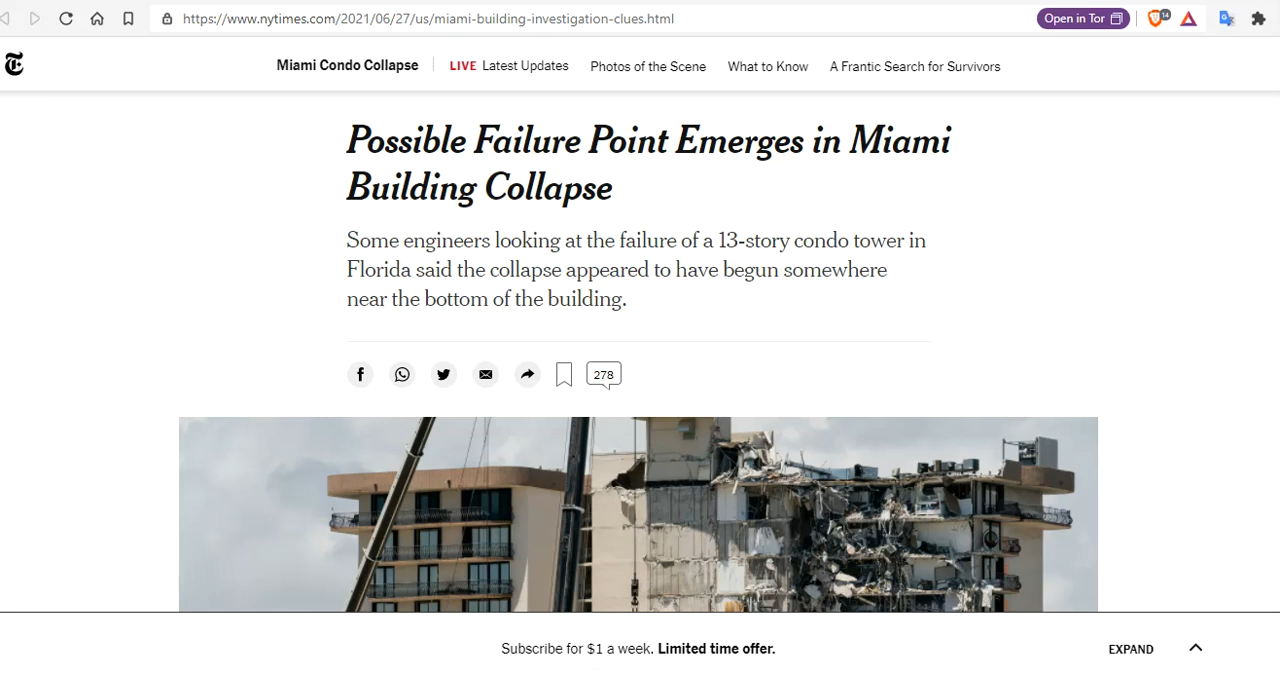 https://www.nytimes.com/2021/06/27/us/miami-building-investigation-clues.html
Open in Tor
14
Miami Condo Collapse
LIVE Latest Updates
Photos of the Scene
What to Know
A Frantic Search for Survivors
Possible Failure Point Emerges in Miami
Building Collapse
Some engineers looking at the failure of a 13-story condo tower in
Florida said the collapse appeared to have begun somewhere
near the bottom of the building.
278
Subscribe for $1 a week. Limited time offer.
EXPAND